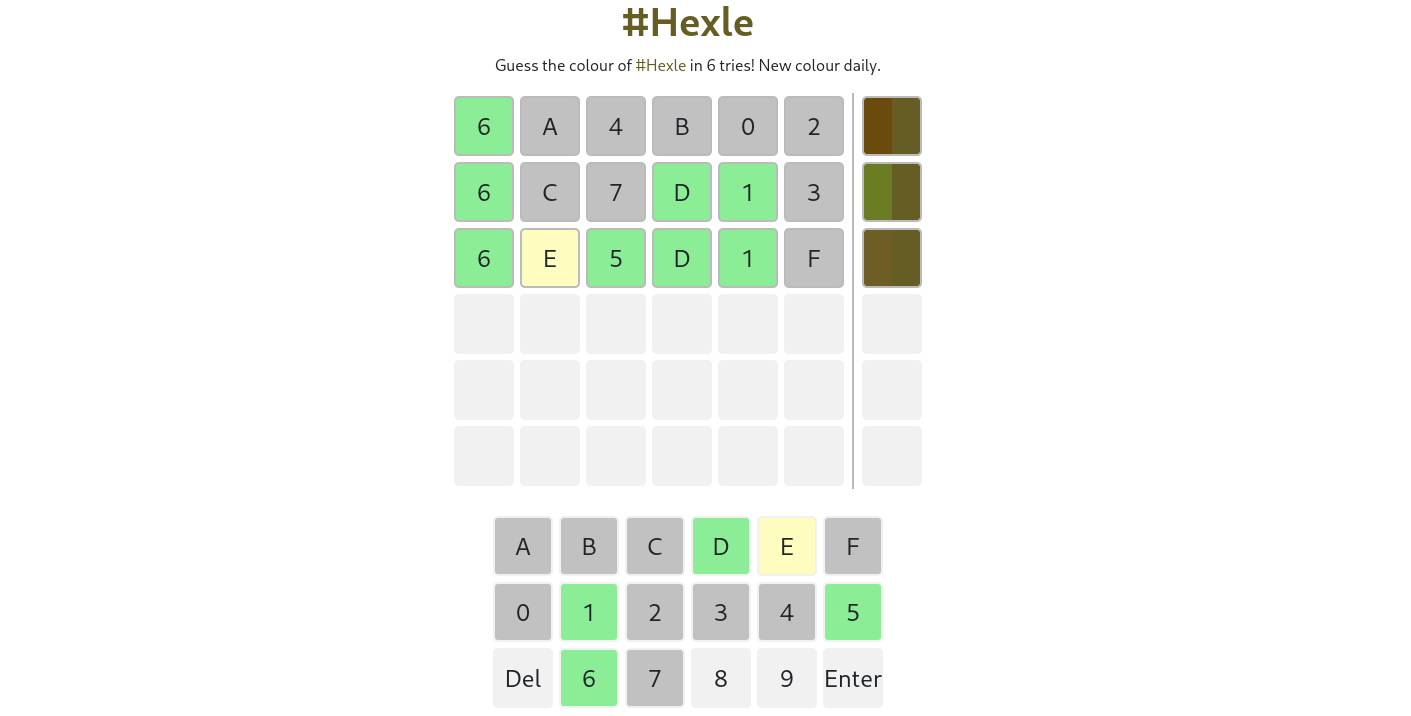 #Hexle
Guess the colour of #Hexle in 6 tries! New colour daily.
6 A 4 B 0 2
6 C 7 D 1 3
6 E 5 D 1 F
A B C D E F
0 1 2 3 4 5
Del 6 7 8 9 Enter